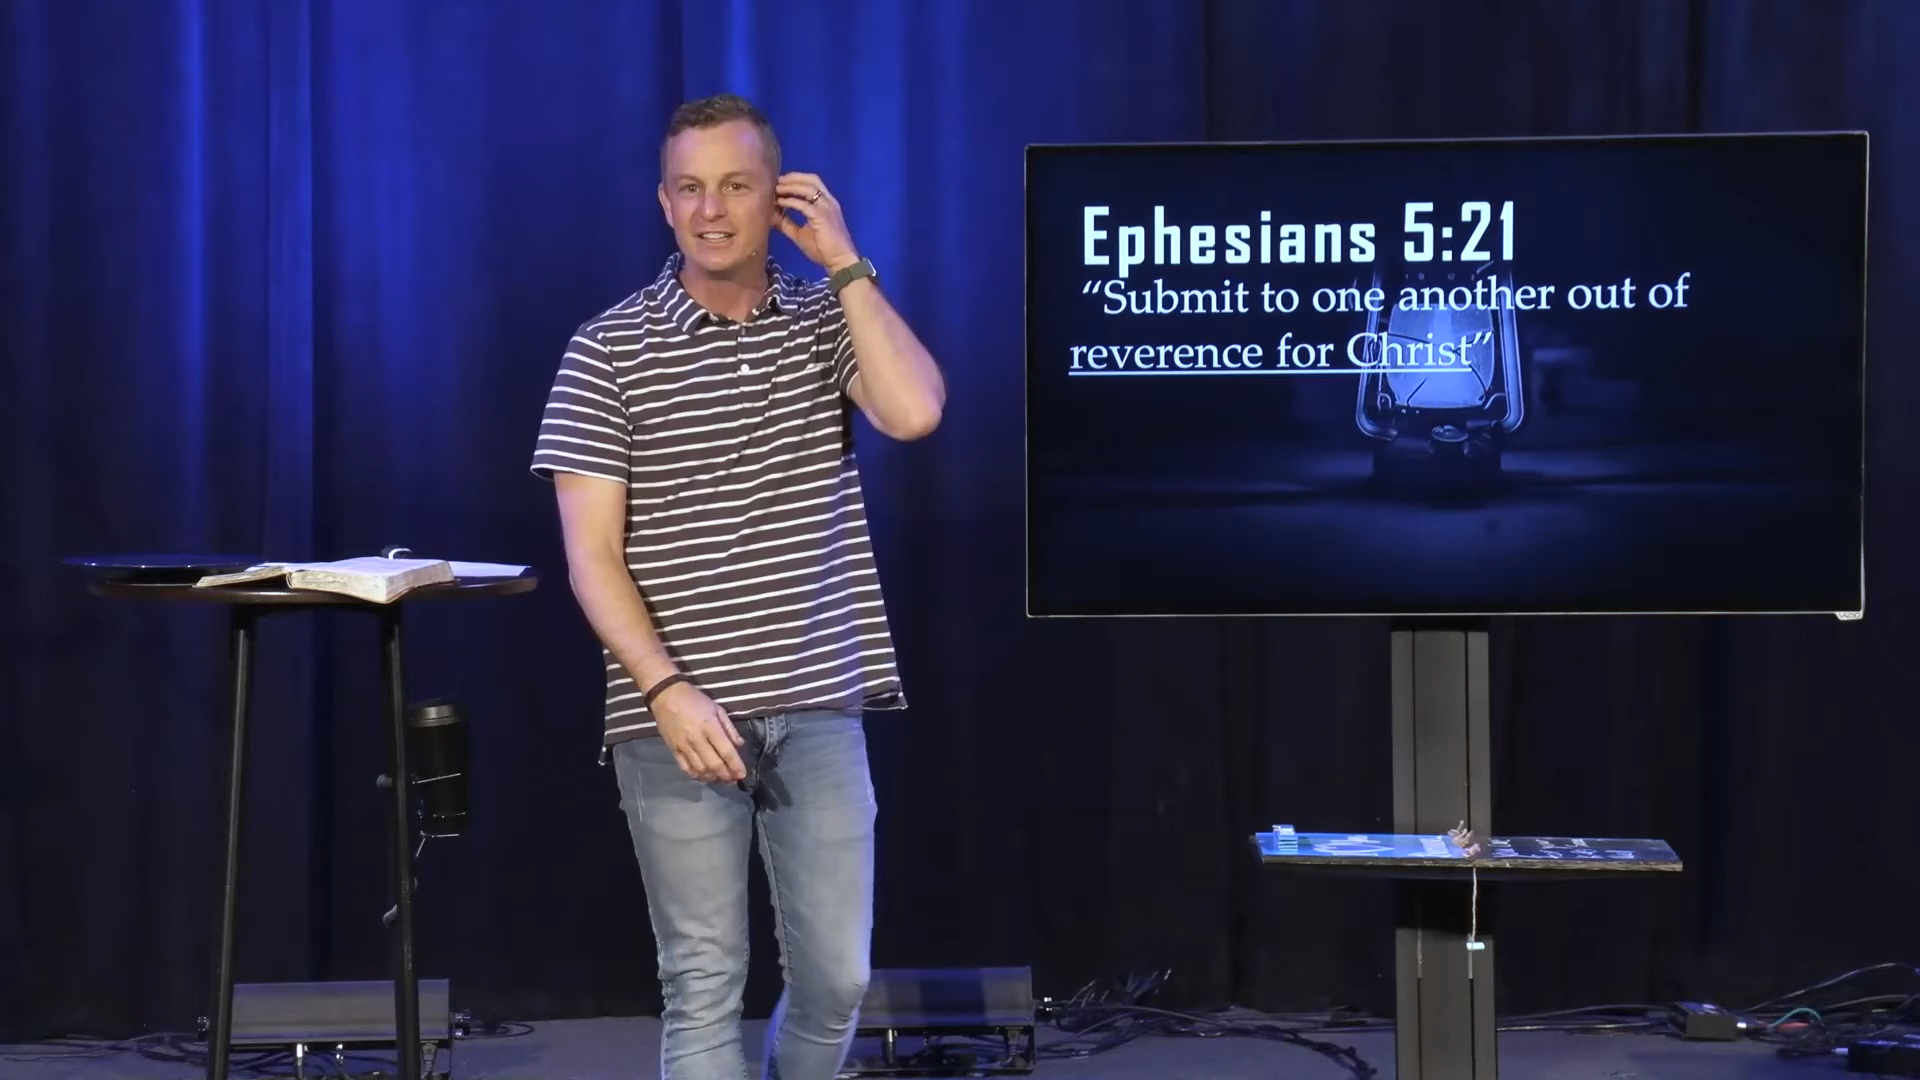 Ephesians 5:21
“Submit to one another out of
reverence for Christ”